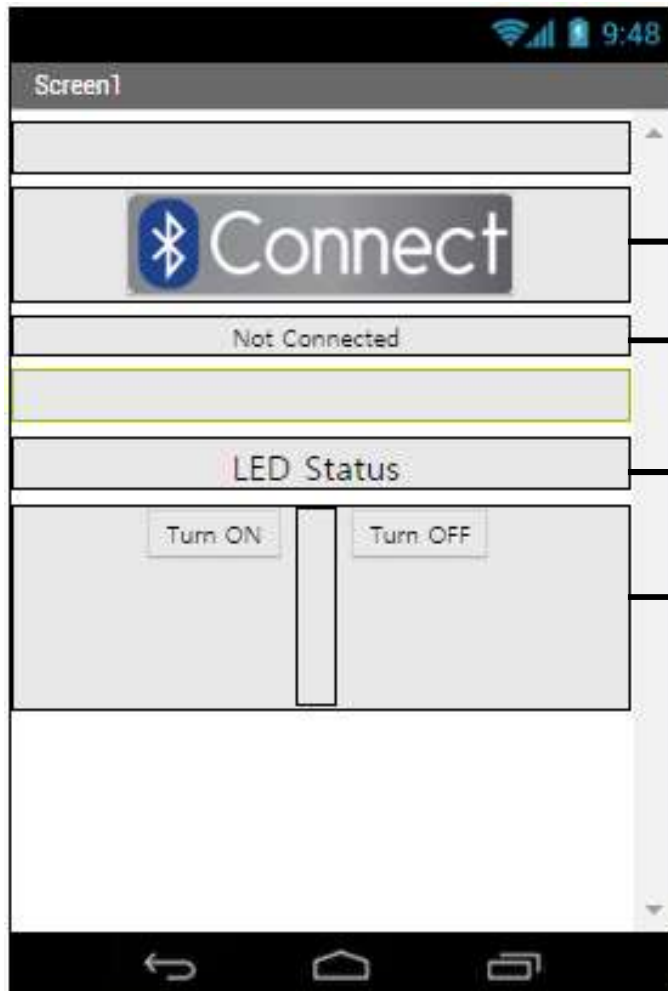 9:48
Screen1
Connect
Not Connected
LED Status
Turn ON Turn OFF